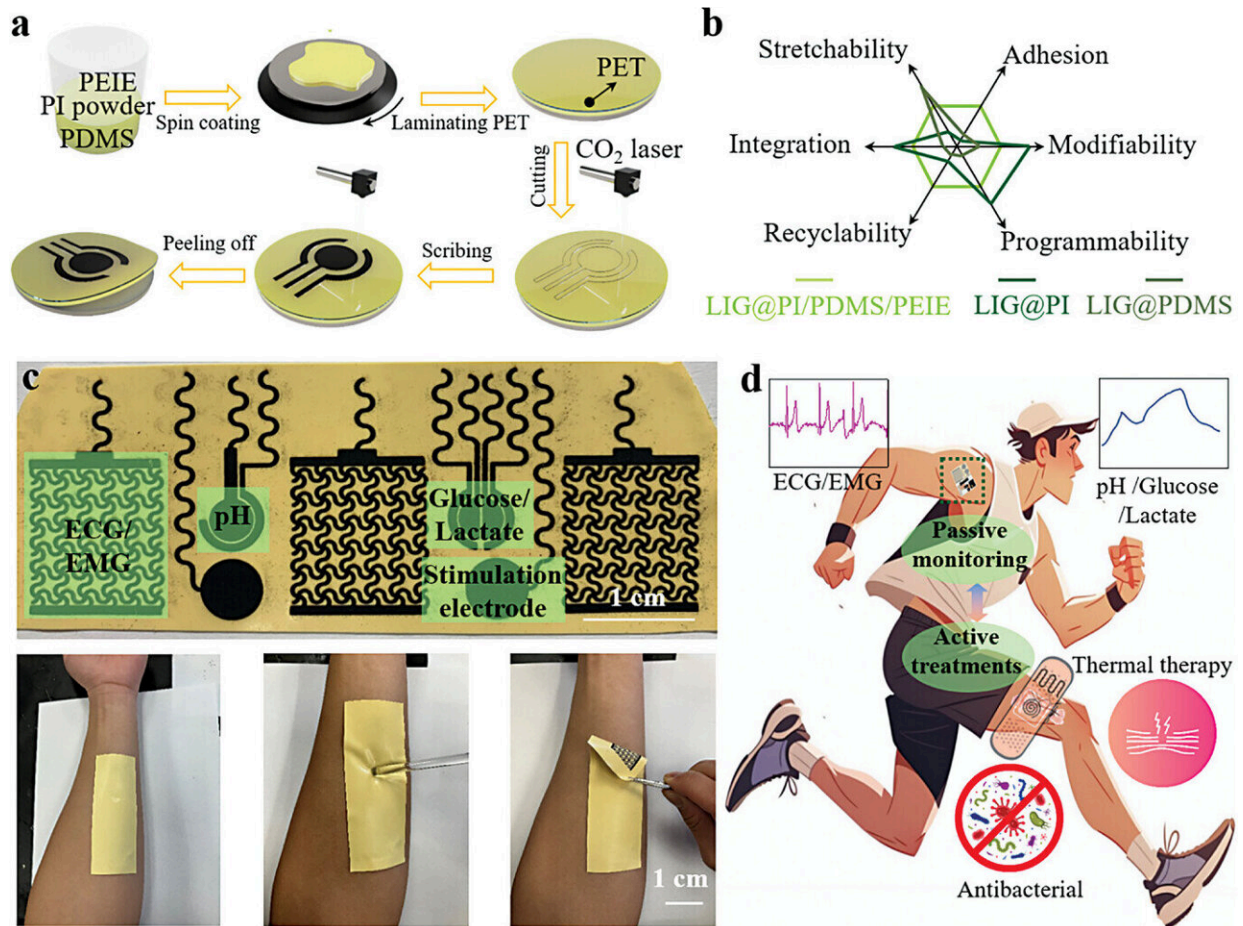 a
PEIE
PI powder
PDMS
Spin coating
Laminating PET
PET
Cutting
CO₂ laser
Scribing
Peeling off
b
Stretchability
Adhesion
Integration
Modifiability
Recyclability
Programmability
LIG@PI/PDMS/PEIE
LIG@PI
LIG@PDMS
c
ECG/
EMG
pH
Glucose/
Lactate
Stimulation
electrode
1 cm
1 cm
d
ECG/EMG
pH /Glucose
/Lactate
Passive
monitoring
Active
treatments
Thermal therapy
Antibacterial